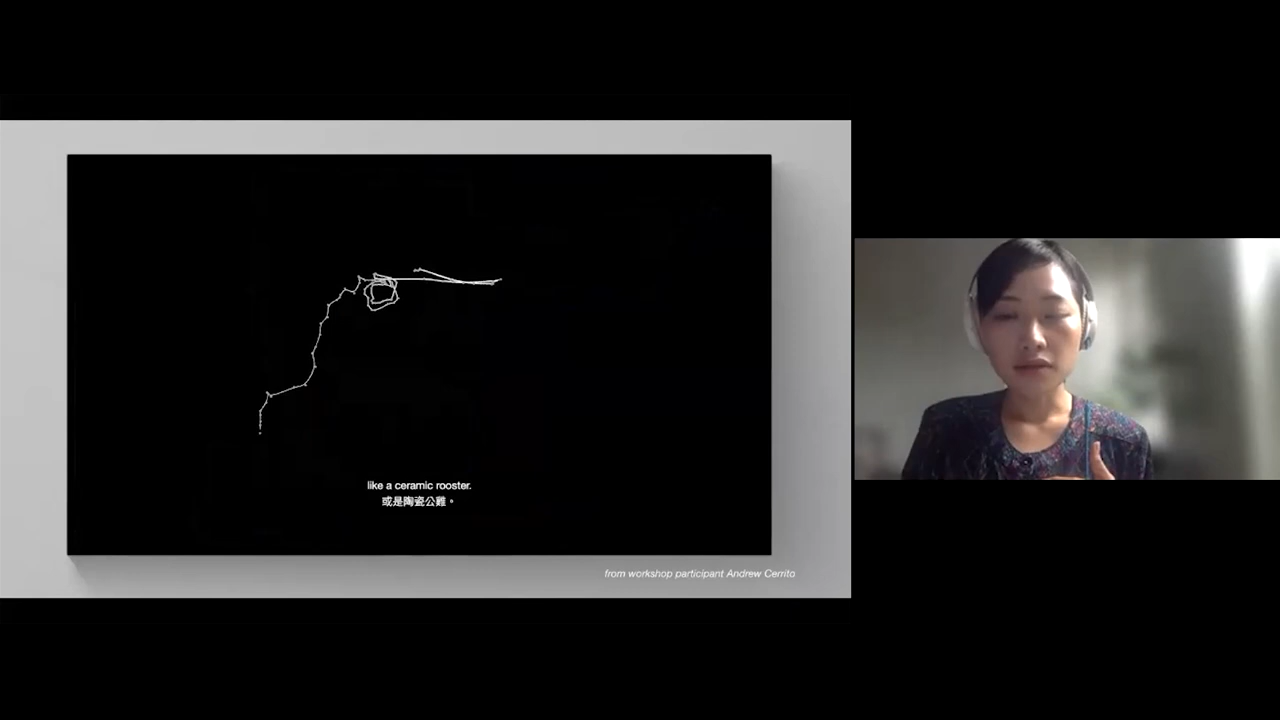 like a ceramic rooster.
或是陶瓷公雞。
from workshop participant Andrew Cerrito